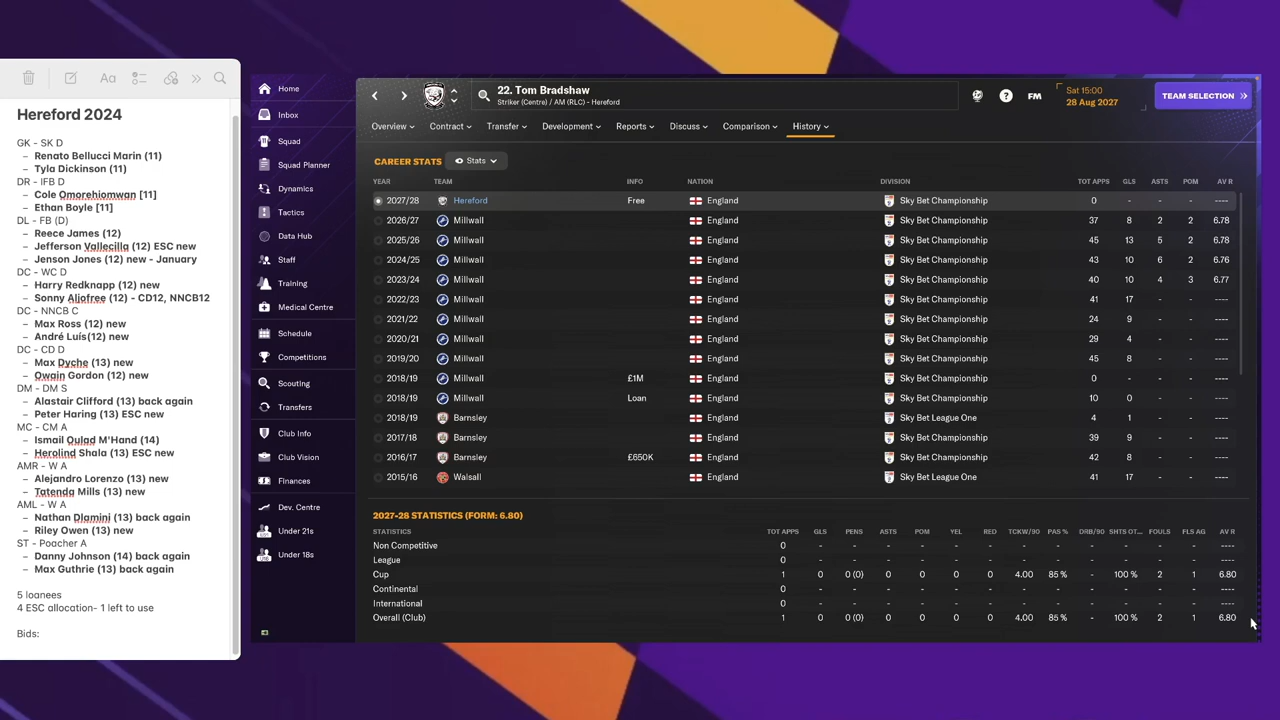 Aa
Hereford 2024
GK - SK D
– Renato Bellucci Marin (11)
– Tyla Dickinson (11)
DR - IFB D
– Cole Omorehiomwan [11]
– Ethan Boyle [11]
DL - FB (D)
– Reece James (12)
– Jefferson Vallecilla (12) ESC new
– Jenson Jones (12) new - January
DC - WC D
– Harry Redknapp (12) new
– Sonny Aljofree (12) - CD12, NNCB12
DC - NNCB C
– Max Ross (12) new
– André Luís(12) new
DC - CD D
– Max Dyche (13) new
– Owain Gordon (12) new
DM - DM S
– Alastair Clifford (13) back again
– Peter Haring (13) ESC new
MC - CM A
– Ismail Oulad M'Hand (14)
– Herolind Shala (13) ESC new
AMR - W A
– Alejandro Lorenzo (13) new
– Tatenda Mills (13) new
AML - W A
– Nathan Dlamini (13) back again
– Riley Owen (13) new
ST - Poacher A
– Danny Johnson (14) back again
– Max Guthrie (13) back again
5 loanees
4 ESC allocation- 1 left to use
Bids:
Home
Inbox
Squad
Squad Planner
Dynamics
Tactics
Data Hub
Staff
Training
Medical Centre
Schedule
Competitions
Scouting
Transfers
Club Info
Club Vision
Finances
Dev. Centre
Under 21s
Under 18s
22. Tom Bradshaw
Striker (Centre) / AM (RLC) - Hereford
? FM Sat 15:00
28 Aug 2027
TEAM SELECTION
Overview Contract Transfer Development Reports Discuss Comparison History
CAREER STATS Stats
YEAR TEAM INFO NATION DIVISION TOT APPS GLS ASTS POM AV R
2027/28 Hereford Free England Sky Bet Championship 0 - - - ----
2026/27 Millwall England Sky Bet Championship 37 8 2 2 6.78
2025/26 Millwall England Sky Bet Championship 45 13 5 2 6.78
2024/25 Millwall England Sky Bet Championship 43 10 6 2 6.76
2023/24 Millwall England Sky Bet Championship 40 10 4 3 6.77
2022/23 Millwall England Sky Bet Championship 41 17 - - ----
2021/22 Millwall England Sky Bet Championship 24 9 - - ----
2020/21 Millwall England Sky Bet Championship 29 4 - - ----
2019/20 Millwall England Sky Bet Championship 45 8 - - ----
2018/19 Millwall £1M England Sky Bet Championship 0 - - - ----
2018/19 Millwall Loan England Sky Bet Championship 10 0 - - ----
2018/19 Barnsley England Sky Bet League One 4 1 - - ----
2017/18 Barnsley England Sky Bet Championship 39 9 - - ----
2016/17 Barnsley £650K England Sky Bet Championship 42 8 - - ----
2015/16 Walsall England Sky Bet League One 41 17 - - ----
2027-28 STATISTICS (FORM: 6.80)
STATISTICS TOT APPS GLS PENS ASTS POM YEL RED TCKW/90 PAS % DRB/90 SHTS OT... FOULS FLS AG AV R
Non Competitive 0 - - - - - - - - - - - - ----
League 0 - - - - - - - - - - - - ----
Cup 1 0 0 (0) 0 0 0 0 4.00 85 % - 100 % 2 1 6.80
Continental 0 - - - - - - - - - - - - ----
International 0 - - - - - - - - - - - - ----
Overall (Club) 1 0 0 (0) 0 0 0 0 4.00 85 % - 100 % 2 1 6.80